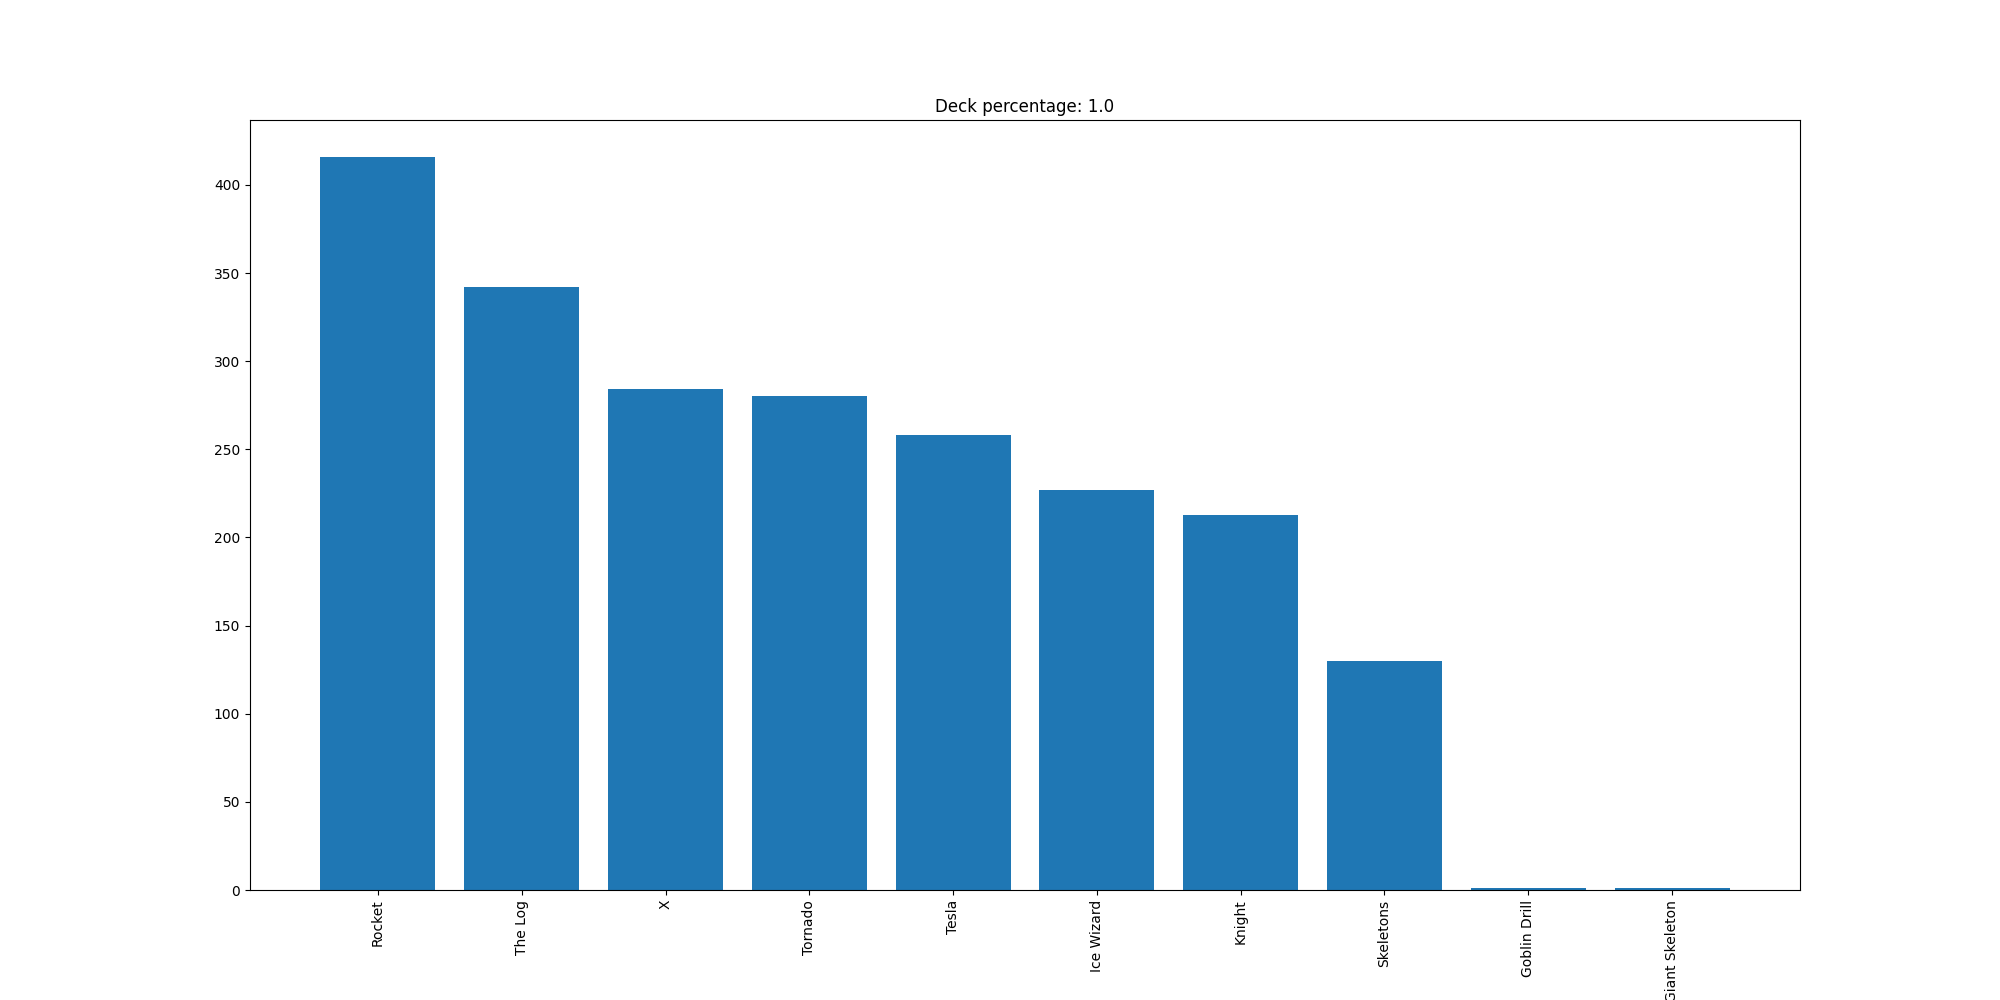 Deck percentage: 1.0
400
350
300
250
200
150
100
50
0
Rocket
The Log
X
Tornado
Tesla
Ice Wizard
Knight
Skeletons
Goblin Drill
Giant Skeleton